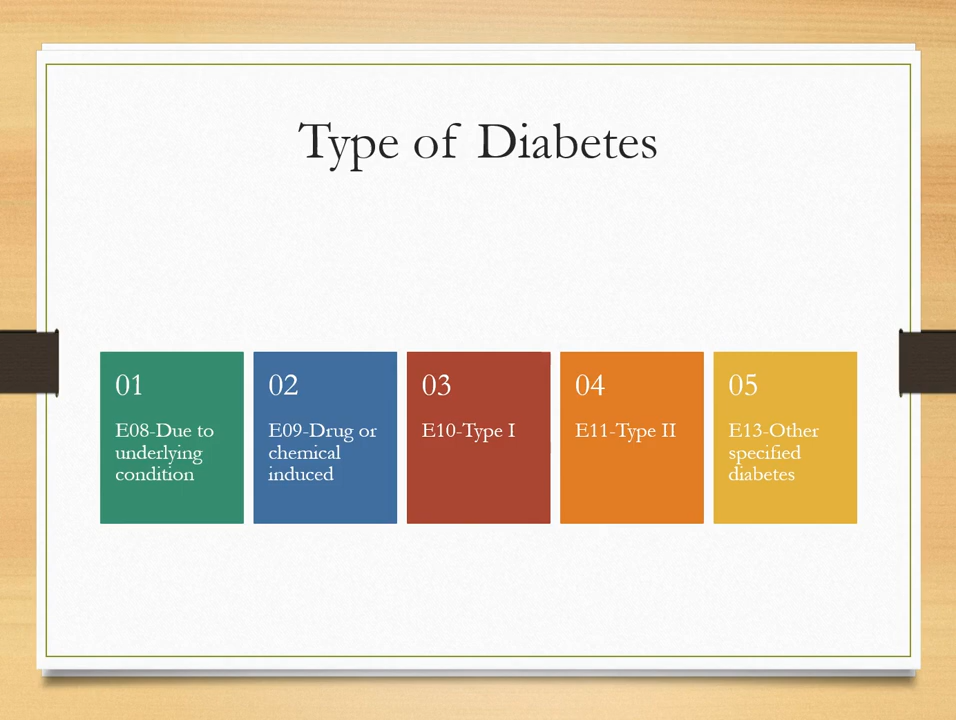 Type of Diabetes
01
E08-Due to
underlying
condition
02
E09-Drug or
chemical
induced
03
E10-Type I
04
E11-Type II
05
E13-Other
specified
diabetes